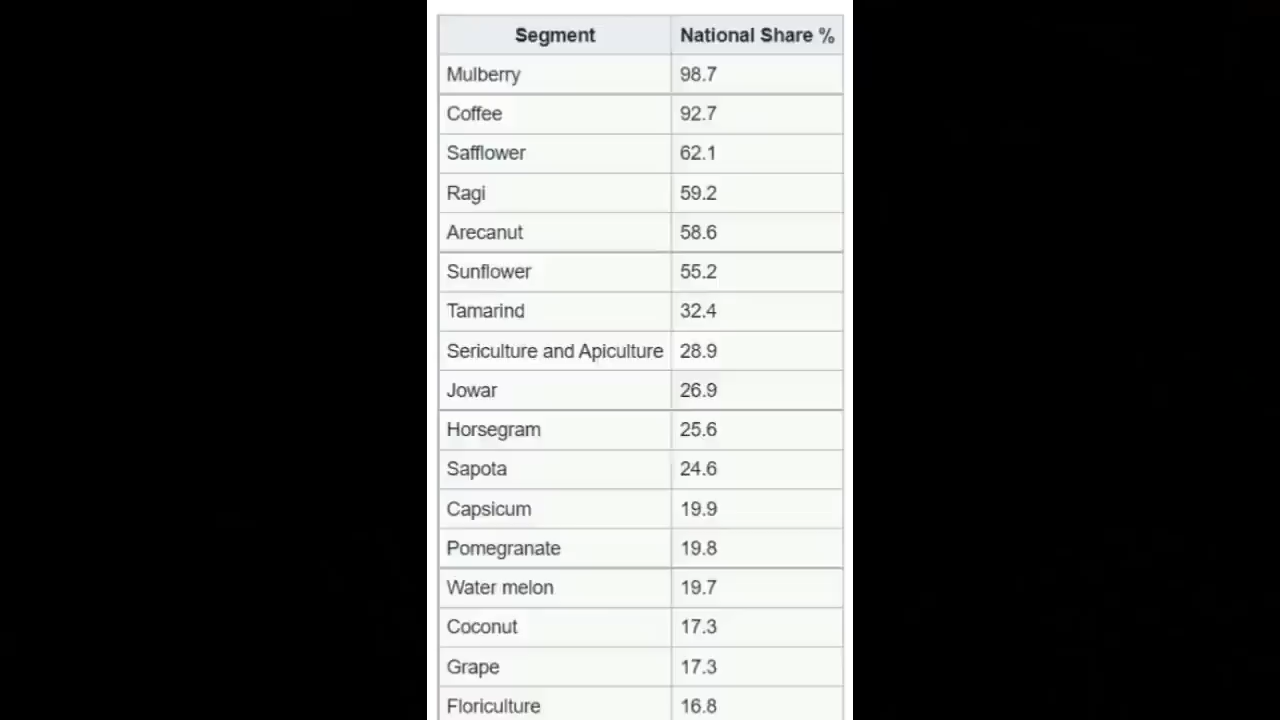 Segment National Share %
Mulberry 98.7
Coffee 92.7
Safflower 62.1
Ragi 59.2
Arecanut 58.6
Sunflower 55.2
Tamarind 32.4
Sericulture and Apiculture 28.9
Jowar 26.9
Horsegram 25.6
Sapota 24.6
Capsicum 19.9
Pomegranate 19.8
Water melon 19.7
Coconut 17.3
Grape 17.3
Floriculture 16.8